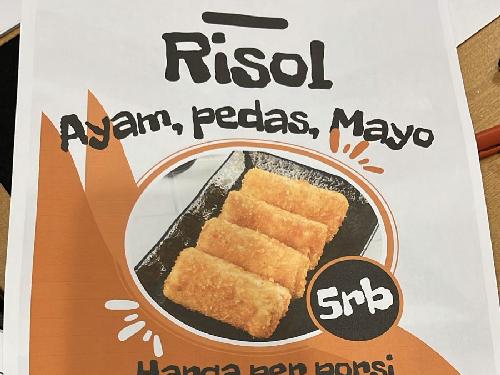 Risol
Ayam, pedas, Mayo
5rb
Harga per porsi